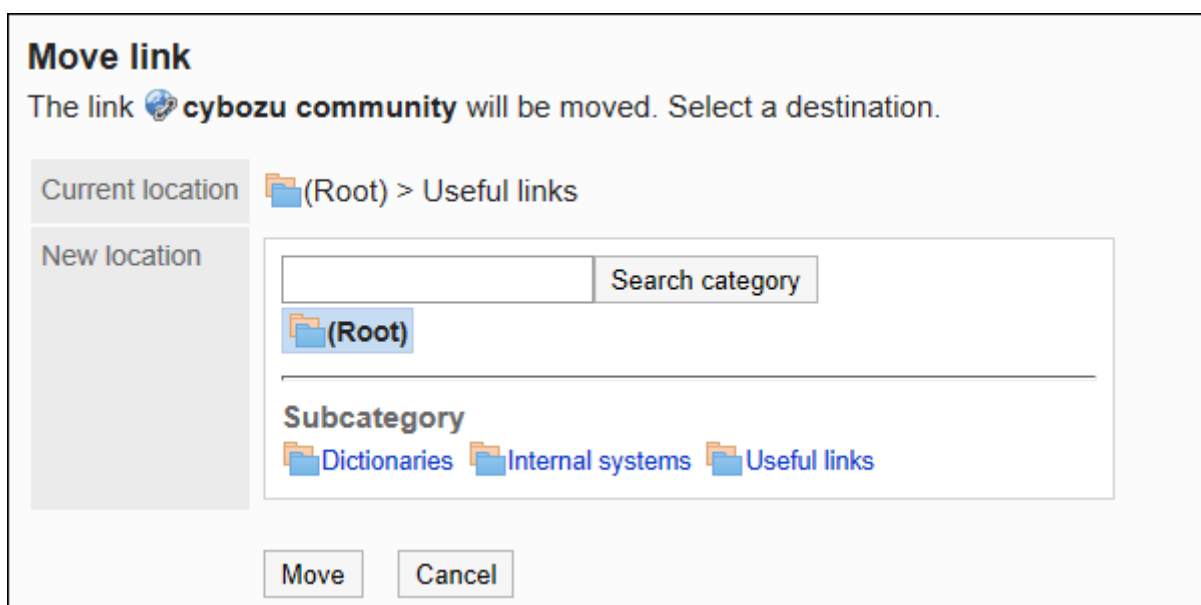 Move link
The link cybozu community will be moved. Select a destination.
Current location (Root) > Useful links
New location
Search category
(Root)
Subcategory
Dictionaries Internal systems Useful links
Move Cancel